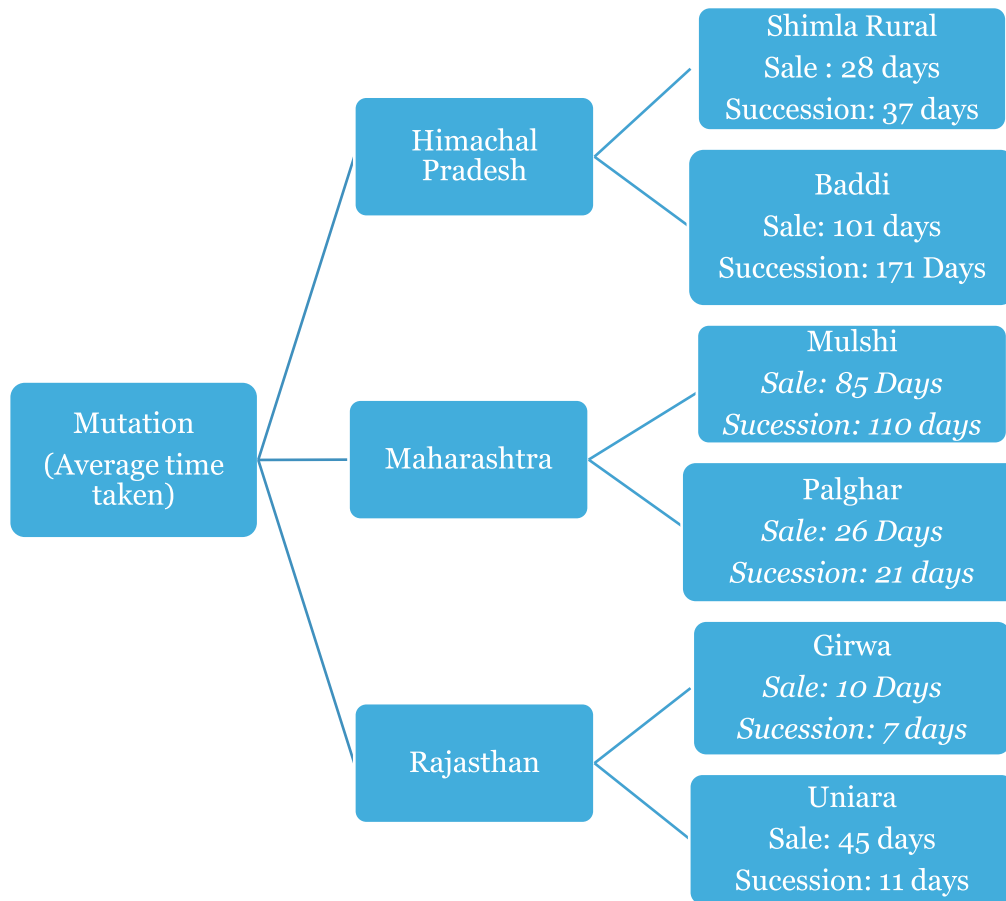 Mutation
(Average time
taken)
Himachal
Pradesh
Shimla Rural
Sale : 28 days
Succession: 37 days
Baddi
Sale: 101 days
Succession: 171 Days
Maharashtra
Mulshi
Sale: 85 Days
Sucession: 110 days
Palghar
Sale: 26 Days
Sucession: 21 days
Rajasthan
Girwa
Sale: 10 Days
Sucession: 7 days
Uniara
Sale: 45 days
Sucession: 11 days